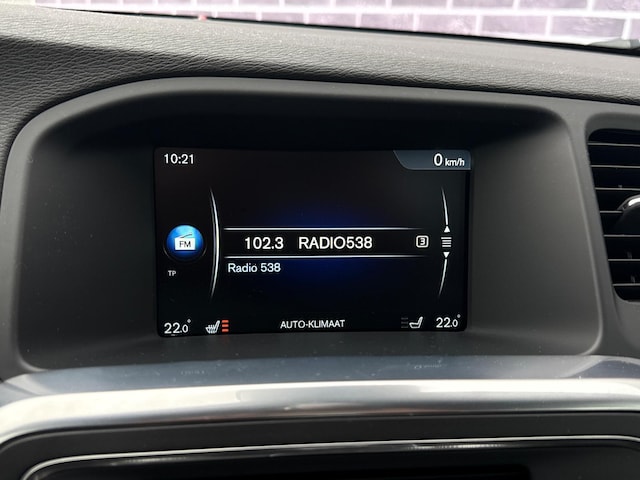 10:21
0 km/h
FM
102.3 RADIO538 3
TP
Radio 538
22.0°
AUTO-KLIMAAT
22.0°